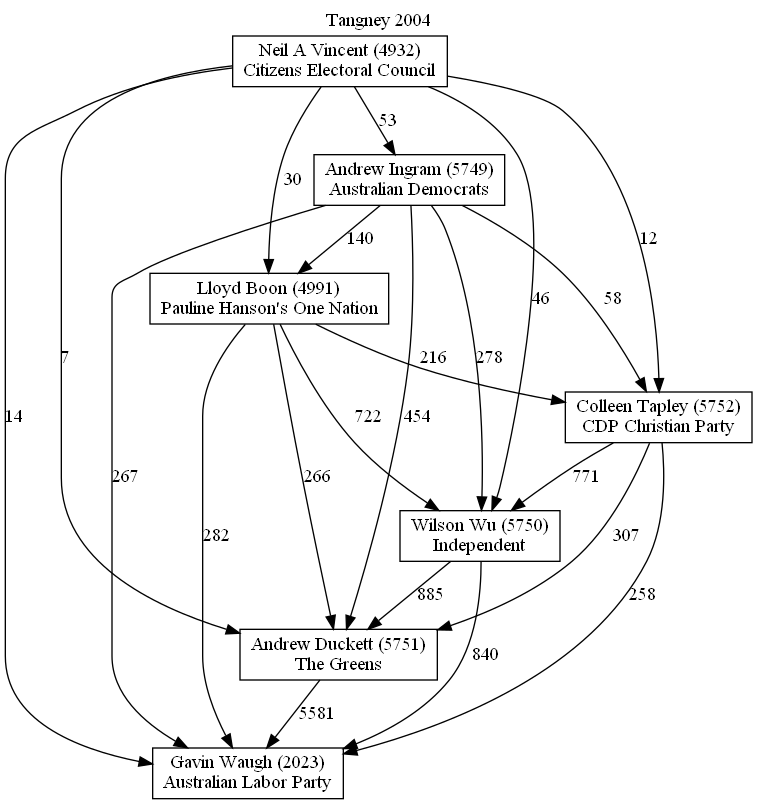 Tangney 2004
Neil A Vincent (4932)
Citizens Electoral Council
53
Andrew Ingram (5749)
Australian Democrats
30
140
12
Lloyd Boon (4991)
Pauline Hanson's One Nation
46
58
7
216
278
Colleen Tapley (5752)
CDP Christian Party
14
722
454
267
266
771
Wilson Wu (5750)
Independent
282
307
885
258
Andrew Duckett (5751)
The Greens
840
5581
Gavin Waugh (2023)
Australian Labor Party